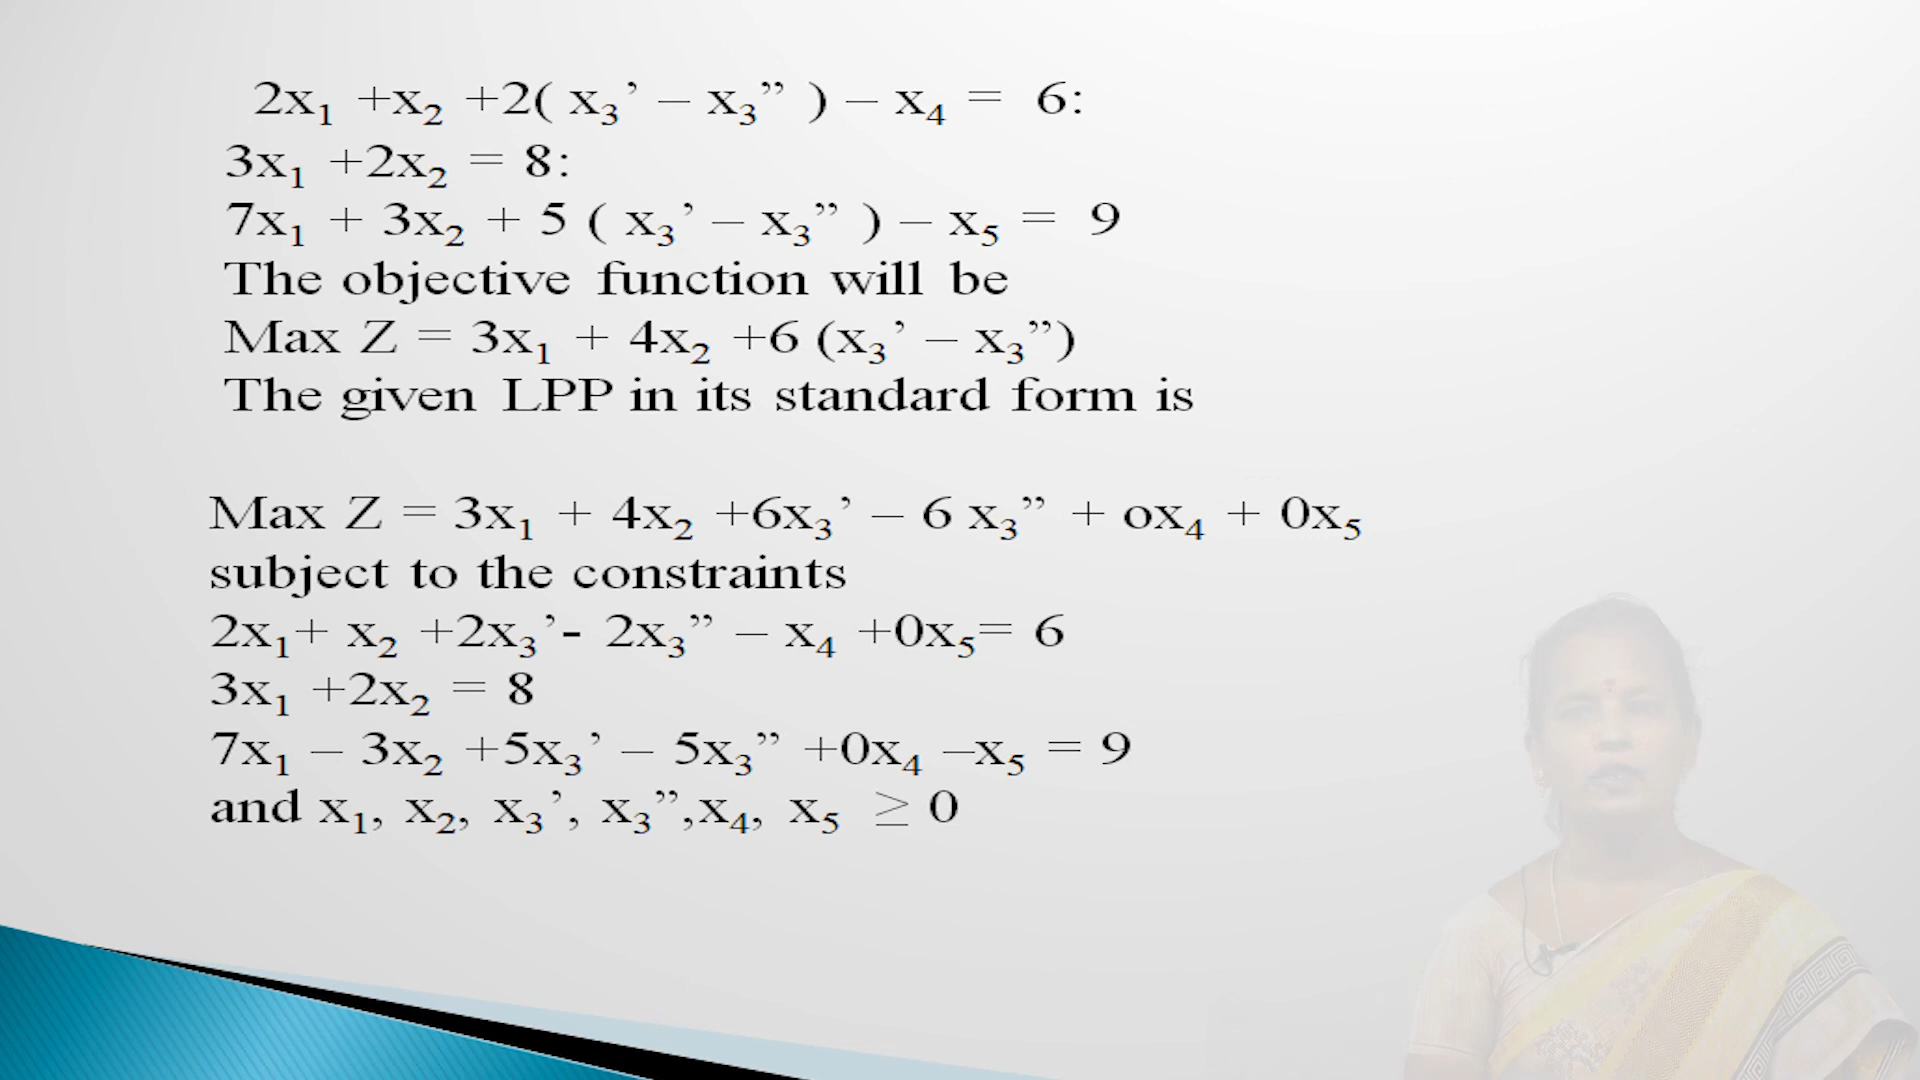 2x₁ +x₂ +2( x₃’ – x₃” ) – x₄ = 6:
3x₁ +2x₂ = 8:
7x₁ + 3x₂ + 5 ( x₃’ – x₃” ) – x₅ = 9
The objective function will be
Max Z = 3x₁ + 4x₂ +6 (x₃’ – x₃”)
The given LPP in its standard form is
Max Z = 3x₁ + 4x₂ +6x₃’ – 6 x₃” + ox₄ + 0x₅
subject to the constraints
2x₁+ x₂ +2x₃’- 2x₃” – x₄ +0x₅= 6
3x₁ +2x₂ = 8
7x₁ – 3x₂ +5x₃’ – 5x₃” +0x₄ –x₅ = 9
and x₁, x₂, x₃’, x₃”,x₄, x₅ ≥ 0